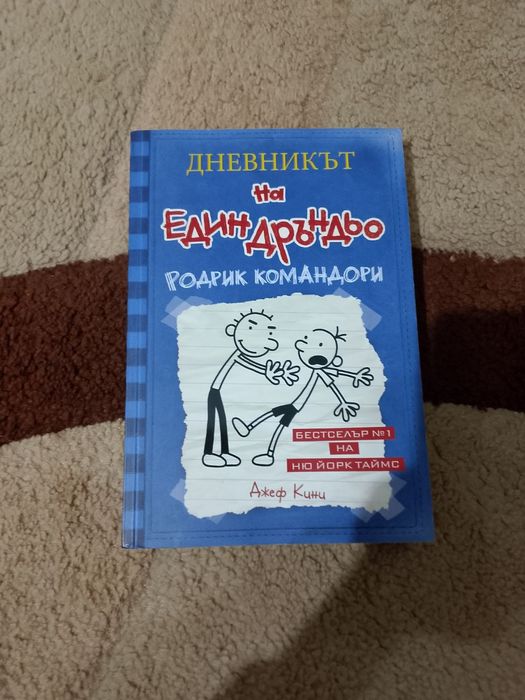 ДНЕВНИКЪТ
на
ЕДИН ДРЪНДЬО
РОДРИК КОМАНДОРИ
БЕСТСЕЛЪР №1
НА
НЮ ЙОРК ТАЙМС
Джеф Кини